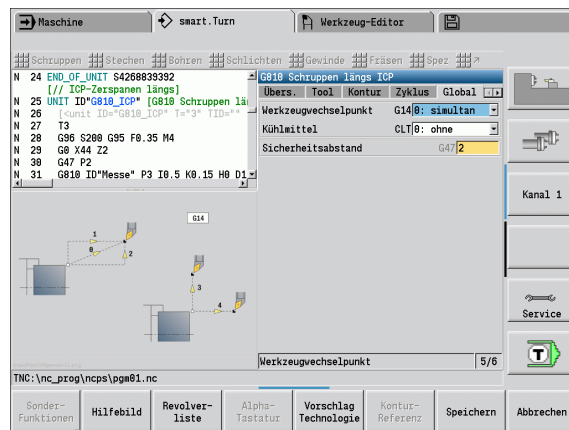 Maschine
smart.Turn
Werkzeug-Editor
Schruppen Stechen Bohren Schlichten Gewinde Fräsen Spez
N 24 END_OF_UNIT S4268039392
[// ICP-Zerspanen längs]
N 25 UNIT ID"G810_ICP" [G810 Schruppen lä
N 26 [<unit ID="G810_ICP" T="3" TID=""
N 27 T3
N 28 G96 S200 G95 F0.35 M4
N 29 G0 X44 Z2
N 30 G47 P2
N 31 G810 ID"Messe" P3 I0.5 K0.15 H0 D1
G810 Schruppen längs ICP
Übers. Tool Kontur Zyklus Global
Werkzeugwechselpunkt G14 0: simultan
Kühlmittel CLT 0: ohne
Sicherheitsabstand G47 2
G14
1
0
2
3
4
Werkzeugwechselpunkt 5/6
TNC:\nc_prog\ncps\pgm01.nc
Kanal 1
Service
T
Sonder-
Funktionen
Hilfebild
Revolver-
liste
Alpha-
Tastatur
Vorschlag
Technologie
Kontur-
Referenz
Speichern
Abbrechen